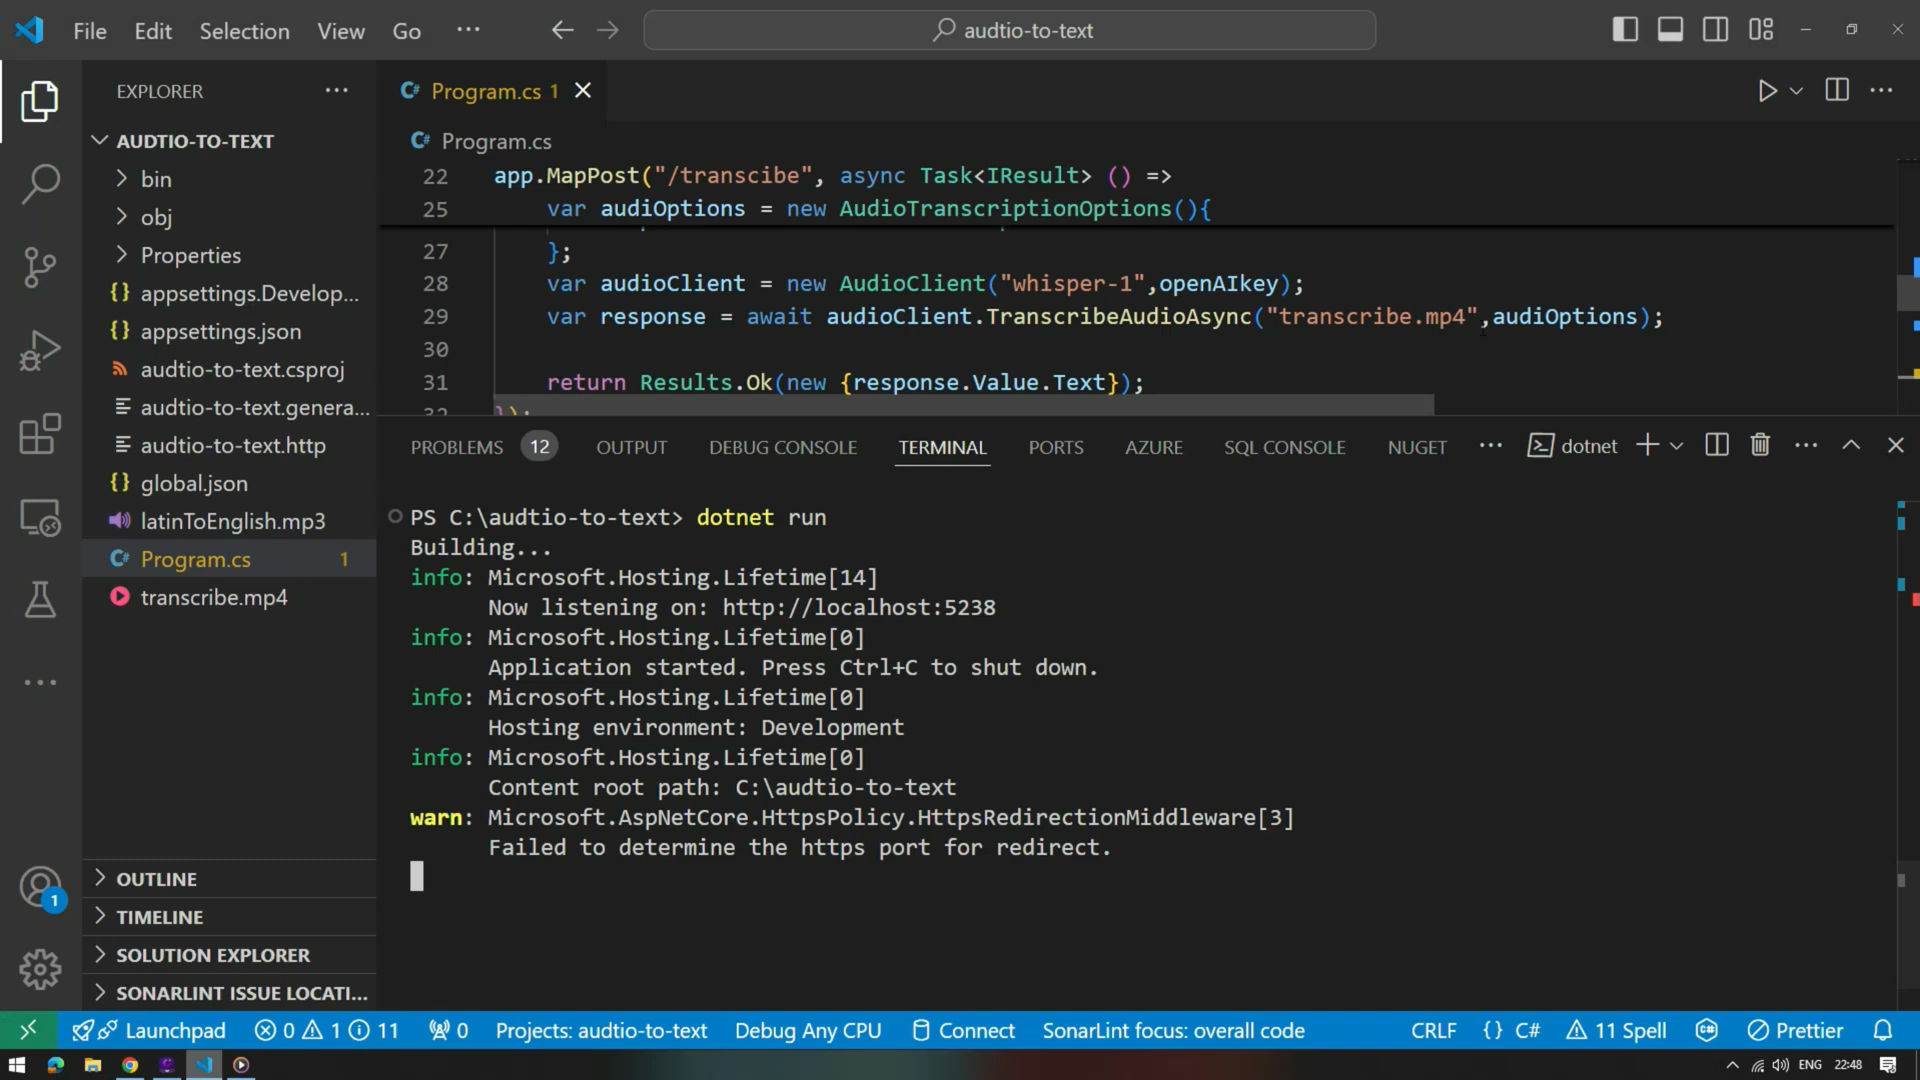 File Edit Selection View Go ··· audtio-to-text
EXPLORER ···
AUDTIO-TO-TEXT
bin
obj
Properties
appsettings.Develop...
appsettings.json
audtio-to-text.csproj
audtio-to-text.genera...
audtio-to-text.http
global.json
latinToEnglish.mp3
Program.cs 1
transcribe.mp4
OUTLINE
TIMELINE
SOLUTION EXPLORER
SONARLINT ISSUE LOCATI...
1
Program.cs 1
Program.cs
22 app.MapPost("/transcibe", async Task<IResult> () =>
25 var audiOptions = new AudioTranscriptionOptions(){
27 };
28 var audioClient = new AudioClient("whisper-1",openAIkey);
29 var response = await audioClient.TranscribeAudioAsync("transcribe.mp4",audiOptions);
30
31 return Results.Ok(new {response.Value.Text});
32 });
PROBLEMS 12 OUTPUT DEBUG CONSOLE TERMINAL PORTS AZURE SQL CONSOLE NUGET ··· dotnet
PS C:\audtio-to-text> dotnet run
Building...
info: Microsoft.Hosting.Lifetime[14]
Now listening on: http://localhost:5238
info: Microsoft.Hosting.Lifetime[0]
Application started. Press Ctrl+C to shut down.
info: Microsoft.Hosting.Lifetime[0]
Hosting environment: Development
info: Microsoft.Hosting.Lifetime[0]
Content root path: C:\audtio-to-text
warn: Microsoft.AspNetCore.HttpsPolicy.HttpsRedirectionMiddleware[3]
Failed to determine the https port for redirect.
Launchpad 0 1 11 0 Projects: audtio-to-text Debug Any CPU Connect SonarLint focus: overall code CRLF {} C# 11 Spell Prettier
ENG 22:48